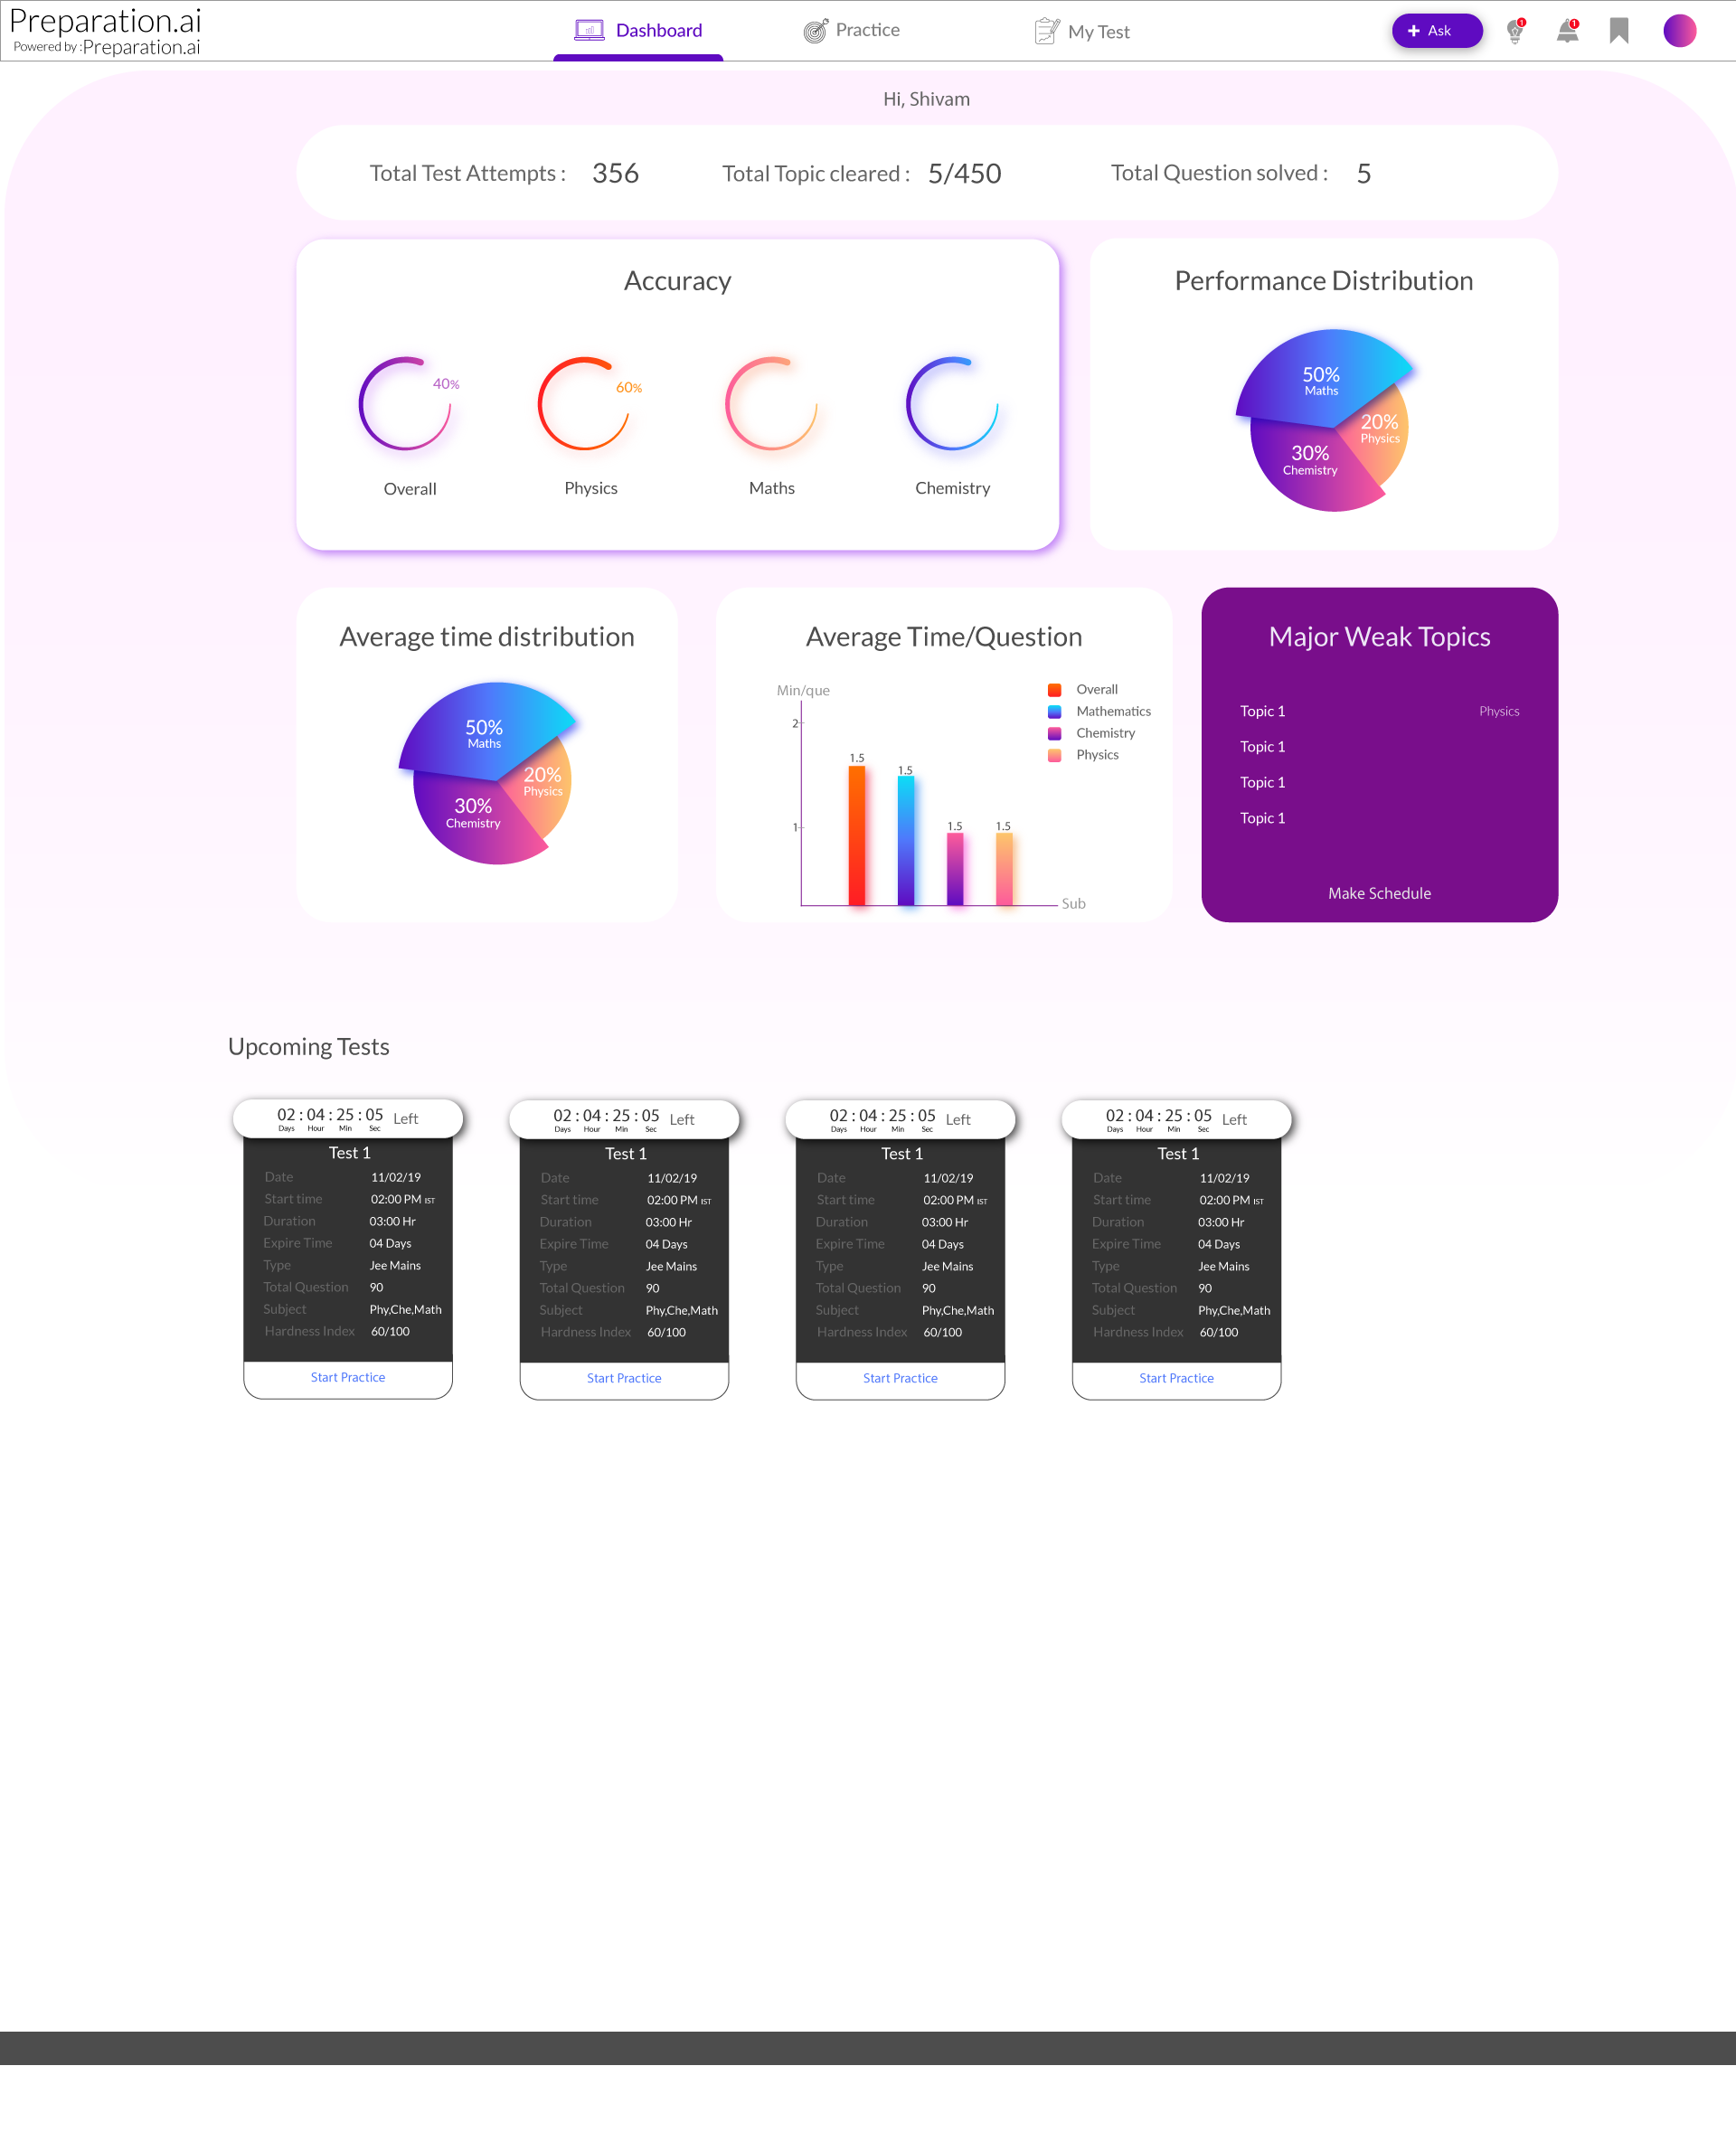 Preparation.ai
Powered by :Preparation.ai
Dashboard
Practice
My Test
+ Ask
1
1
Hi, Shivam
Total Test Attempts : 356
Total Topic cleared : 5/450
Total Question solved : 5
Accuracy
40%
60%
Overall
Physics
Maths
Chemistry
Performance Distribution
50%
Maths
20%
Physics
30%
Chemistry
Average time distribution
50%
Maths
20%
Physics
30%
Chemistry
Average Time/Question
Min/que
2
1
1.5
1.5
1.5
1.5
Sub
Overall
Mathematics
Chemistry
Physics
Major Weak Topics
Topic 1 Physics
Topic 1
Topic 1
Topic 1
Make Schedule
Upcoming Tests
02 : 04 : 25 : 05 Left
Days Hour Min Sec
Test 1
Date 11/02/19
Start time 02:00 PM IST
Duration 03:00 Hr
Expire Time 04 Days
Type Jee Mains
Total Question 90
Subject Phy,Che,Math
Hardness Index 60/100
Start Practice
02 : 04 : 25 : 05 Left
Days Hour Min Sec
Test 1
Date 11/02/19
Start time 02:00 PM IST
Duration 03:00 Hr
Expire Time 04 Days
Type Jee Mains
Total Question 90
Subject Phy,Che,Math
Hardness Index 60/100
Start Practice
02 : 04 : 25 : 05 Left
Days Hour Min Sec
Test 1
Date 11/02/19
Start time 02:00 PM IST
Duration 03:00 Hr
Expire Time 04 Days
Type Jee Mains
Total Question 90
Subject Phy,Che,Math
Hardness Index 60/100
Start Practice
02 : 04 : 25 : 05 Left
Days Hour Min Sec
Test 1
Date 11/02/19
Start time 02:00 PM IST
Duration 03:00 Hr
Expire Time 04 Days
Type Jee Mains
Total Question 90
Subject Phy,Che,Math
Hardness Index 60/100
Start Practice